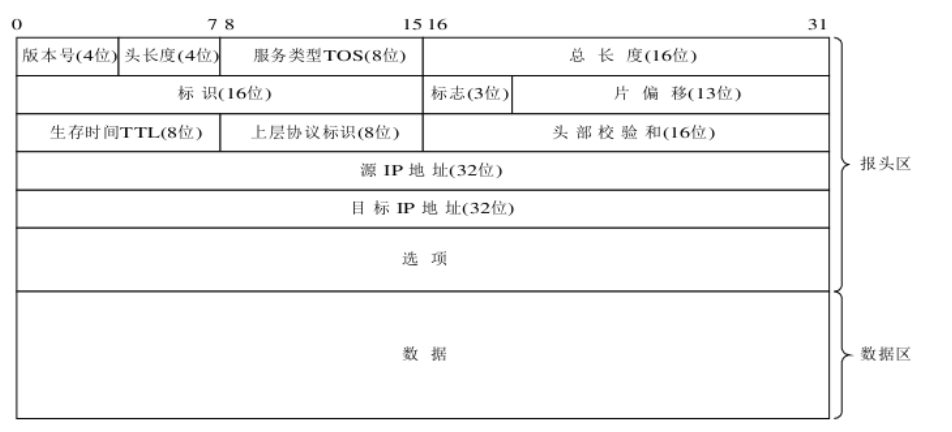 0 7 8 15 16 31
版本号(4位) 头长度(4位) 服务类型TOS(8位) 总 长 度(16位)
标 识(16位) 标志(3位) 片 偏 移(13位)
生存时间TTL(8位) 上层协议标识(8位) 头 部 校 验 和(16位)
源 IP 地 址(32位)
报头区
目 标 IP 地 址(32位)
选 项
数 据
数据区